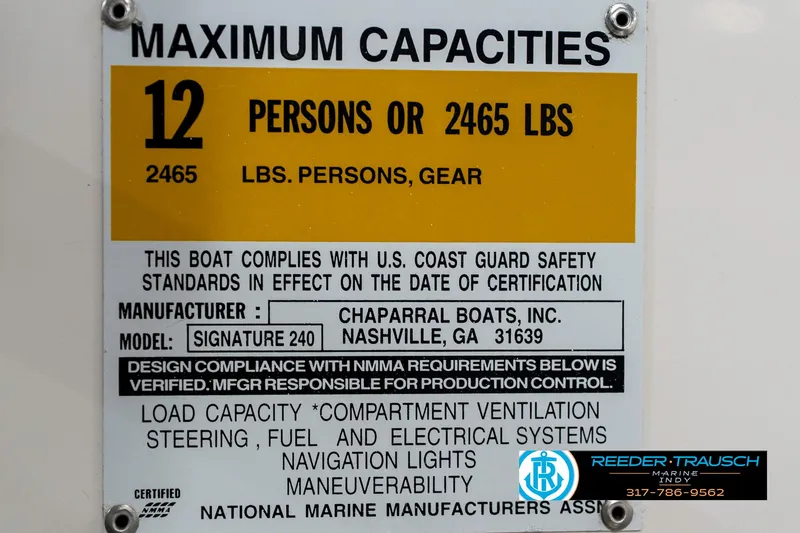 MAXIMUM CAPACITIES
12 PERSONS OR 2465 LBS
2465 LBS. PERSONS, GEAR
THIS BOAT COMPLIES WITH U.S. COAST GUARD SAFETY
STANDARDS IN EFFECT ON THE DATE OF CERTIFICATION
MANUFACTURER : CHAPARRAL BOATS, INC.
NASHVILLE, GA 31639
MODEL: SIGNATURE 240
DESIGN COMPLIANCE WITH NMMA REQUIREMENTS BELOW IS
VERIFIED. MFGR RESPONSIBLE FOR PRODUCTION CONTROL.
LOAD CAPACITY *COMPARTMENT VENTILATION
STEERING , FUEL AND ELECTRICAL SYSTEMS
NAVIGATION LIGHTS
MANEUVERABILITY
CERTIFIED
NMMA
NATIONAL MARINE MANUFACTURERS ASSN
REEDER·TRAUSCH
MARINE
INDY
317-786-9562